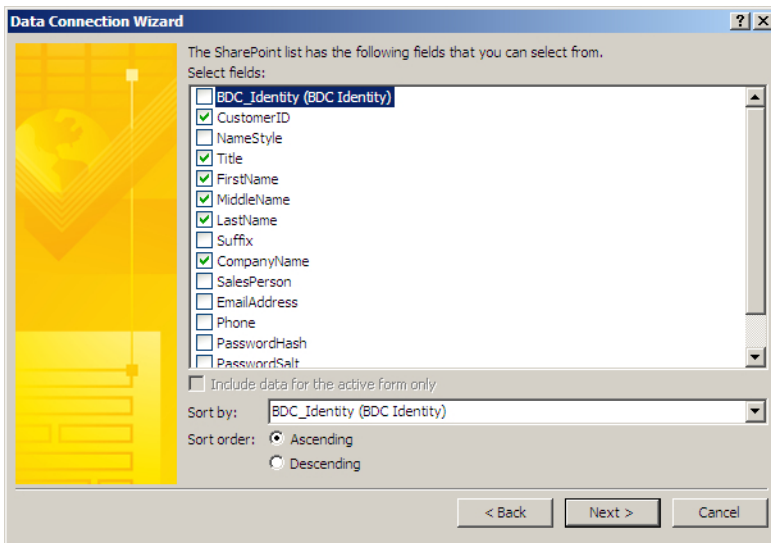 Data Connection Wizard
The SharePoint list has the following fields that you can select from.
Select fields:
BDC_Identity (BDC Identity)
CustomerID
NameStyle
Title
FirstName
MiddleName
LastName
Suffix
CompanyName
SalesPerson
EmailAddress
Phone
PasswordHash
PasswordSalt
Include data for the active form only
Sort by: BDC_Identity (BDC Identity)
Sort order: Ascending
Descending
< Back Next > Cancel